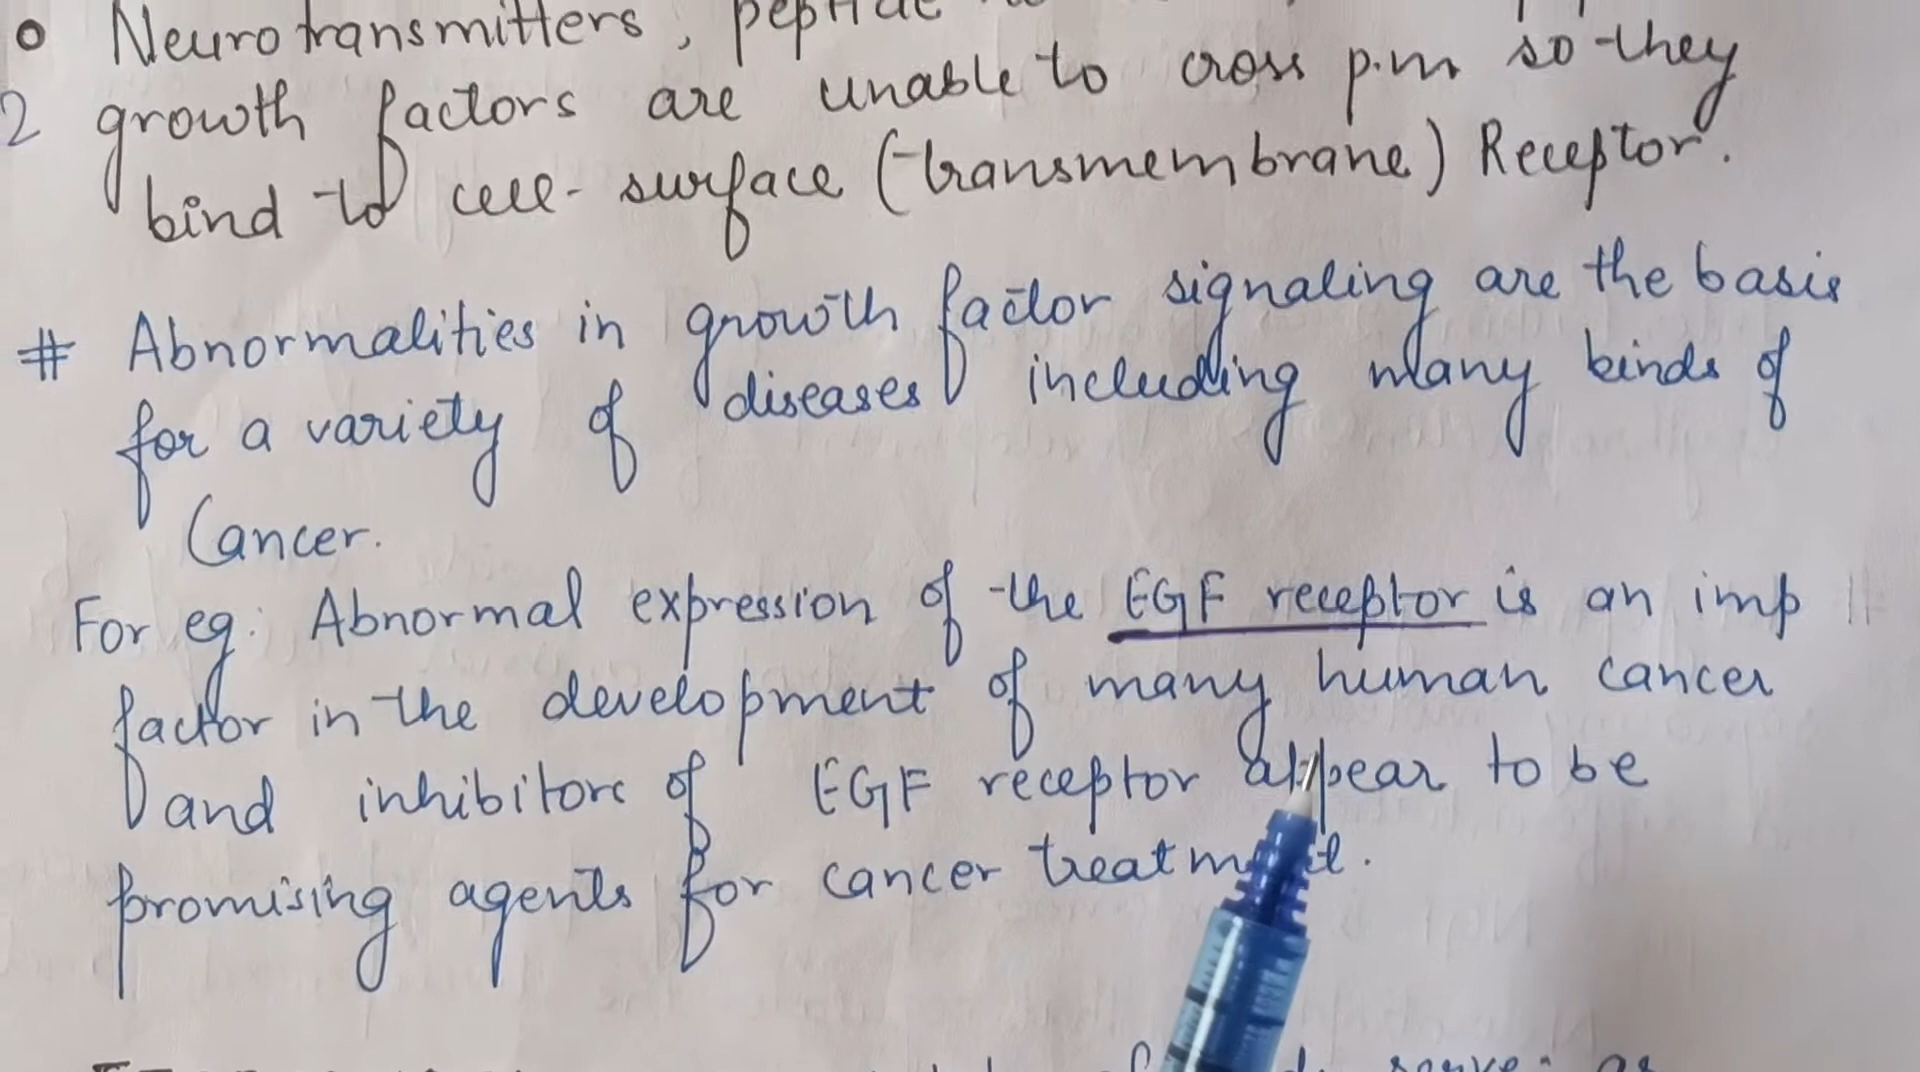 o Neurotransmitters, peptide
2 growth factors are unable to cross p.m so they
bind to cell-surface (transmembrane) Receptor.
# Abnormalities in growth factor signaling are the basis
for a variety of diseases including many kinds of
Cancer.
For eg: Abnormal expression of the EGF receptor is an imp
factor in the development of many human cancer
and inhibitors of EGF receptor appear to be
promising agents for cancer treatment.
serve as